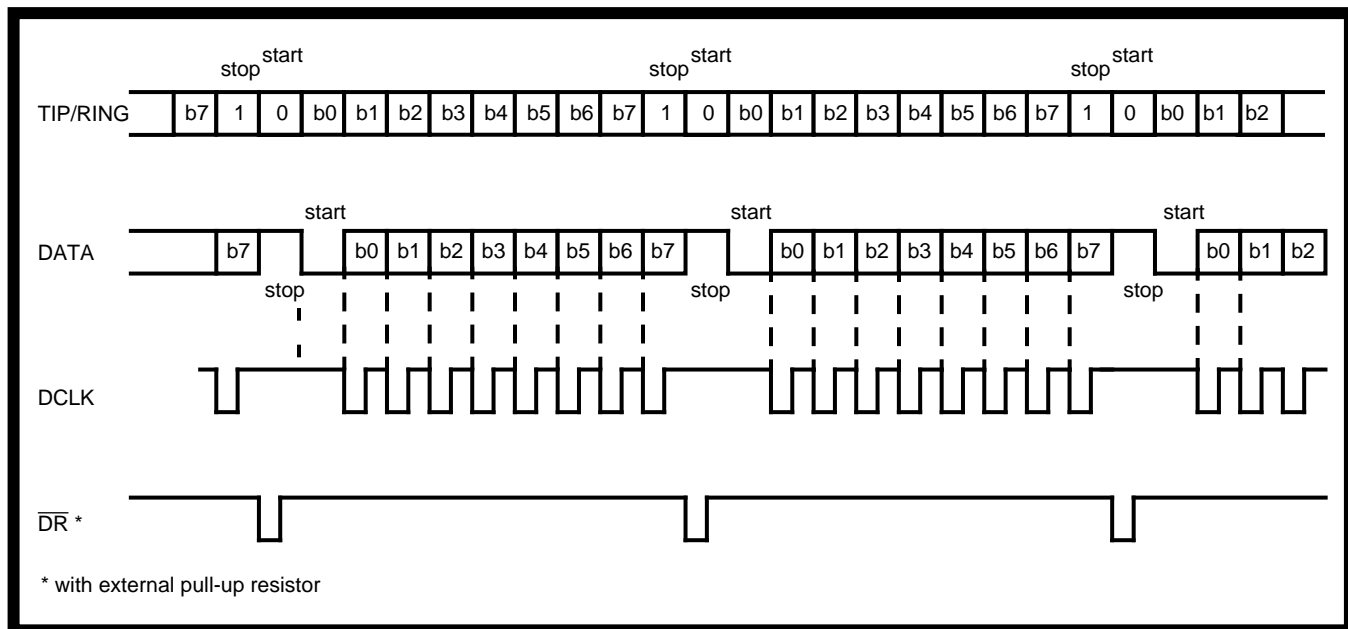 stop start stop start stop start
TIP/RING b7 1 0 b0 b1 b2 b3 b4 b5 b6 b7 1 0 b0 b1 b2 b3 b4 b5 b6 b7 1 0 b0 b1 b2
start start start
DATA b7 b0 b1 b2 b3 b4 b5 b6 b7 b0 b1 b2 b3 b4 b5 b6 b7 b0 b1 b2
stop stop stop
DCLK
D̅R̅ *
* with external pull-up resistor